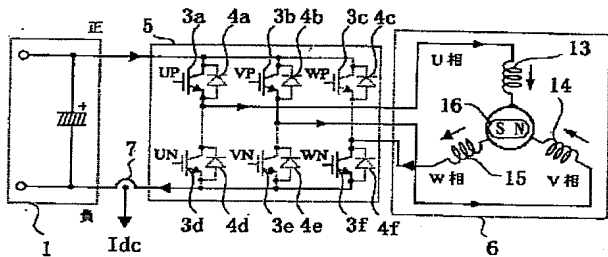 正 5 3a 4a 3b 4b 3c 4c
UP VP WP
U相 13
14
16 S N
+
7
UN VN WN
W相 15 V相
負
1 Idc 3d 4d 3e 4e 3f 4f 6